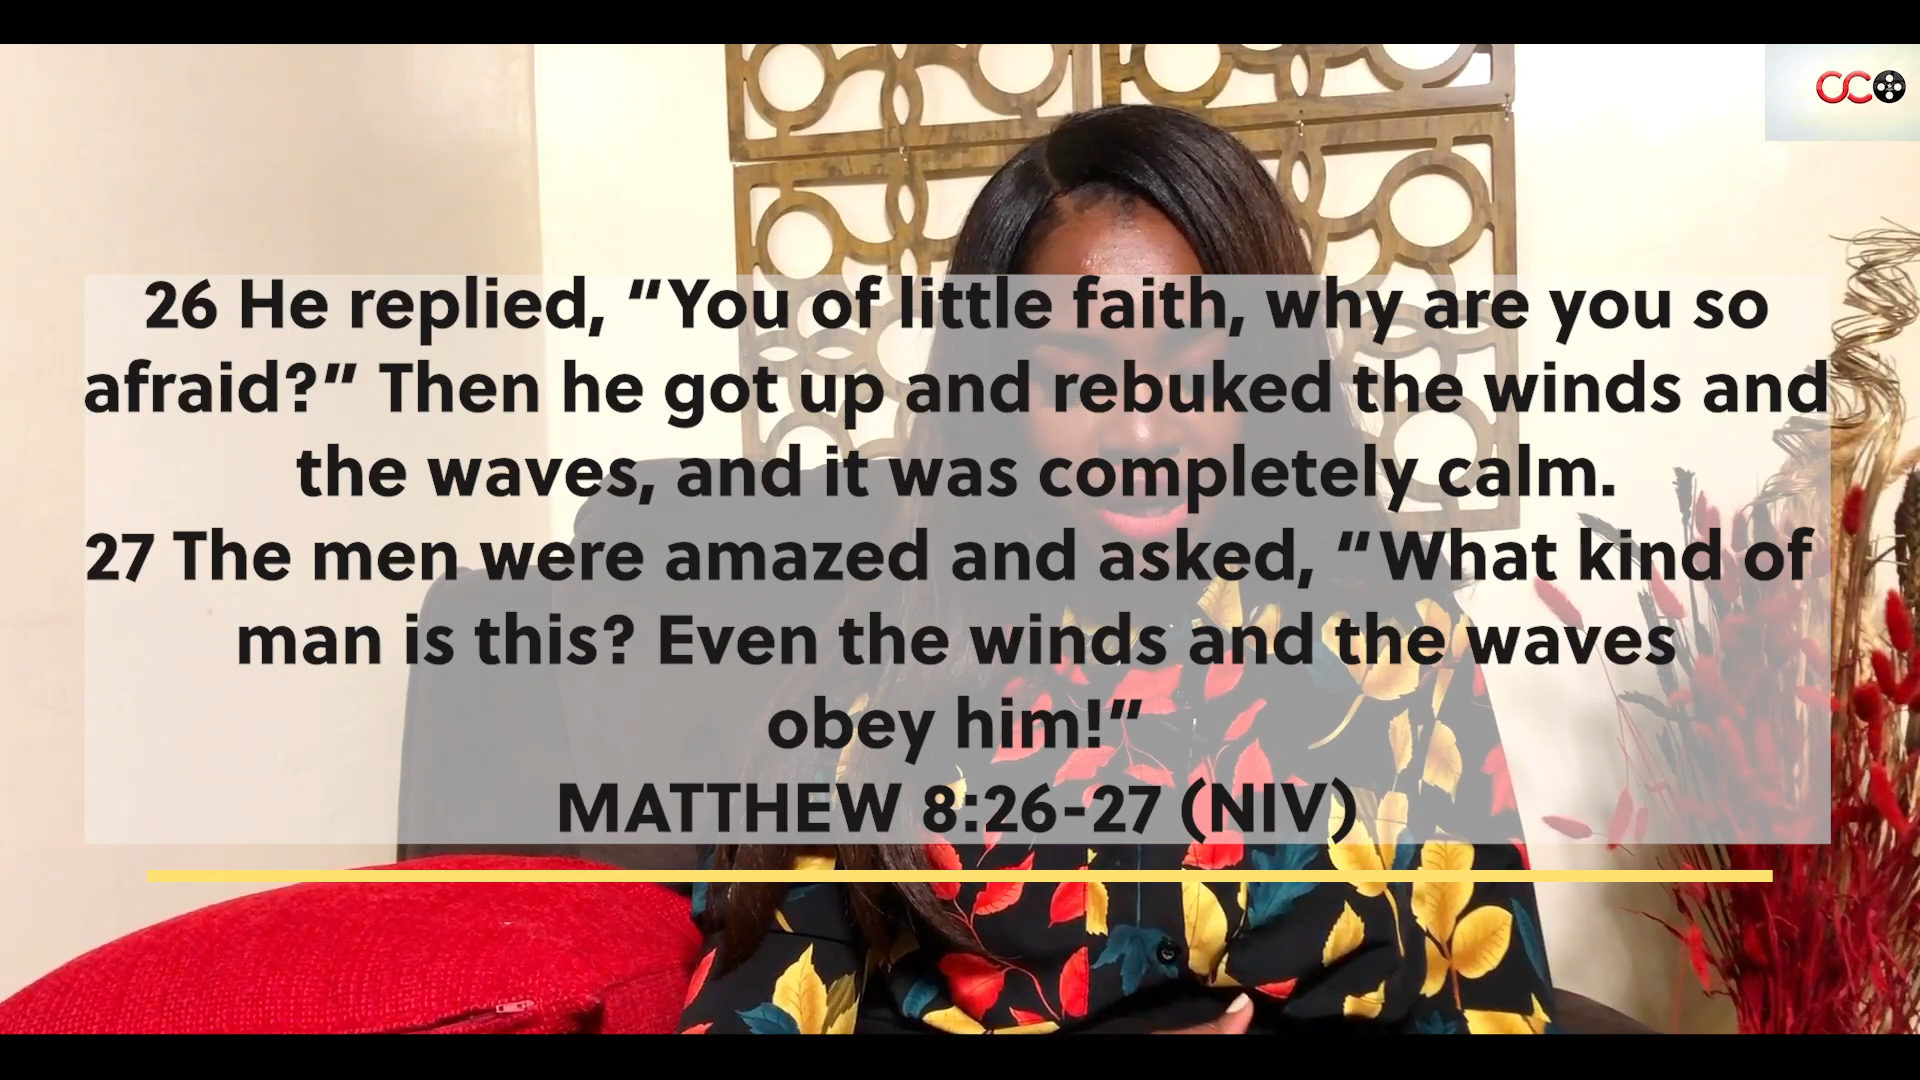 CC
26 He replied, “You of little faith, why are you so
afraid?” Then he got up and rebuked the winds and
the waves, and it was completely calm.
27 The men were amazed and asked, “What kind of
man is this? Even the winds and the waves
obey him!”
MATTHEW 8:26-27 (NIV)